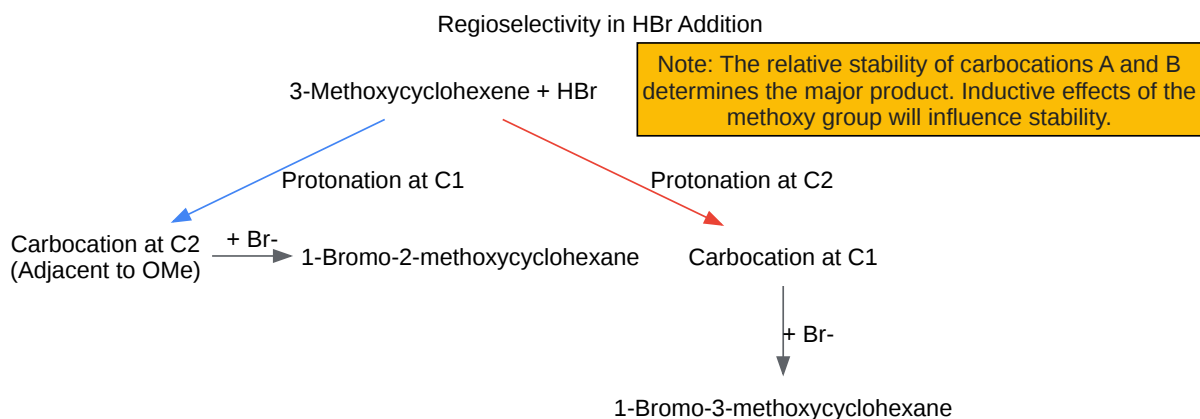 Regioselectivity in HBr Addition
Note: The relative stability of carbocations A and B
determines the major product. Inductive effects of the
methoxy group will influence stability.
3-Methoxycyclohexene + HBr
Protonation at C1
Protonation at C2
Carbocation at C2
(Adjacent to OMe)
+ Br-
1-Bromo-2-methoxycyclohexane
Carbocation at C1
+ Br-
1-Bromo-3-methoxycyclohexane